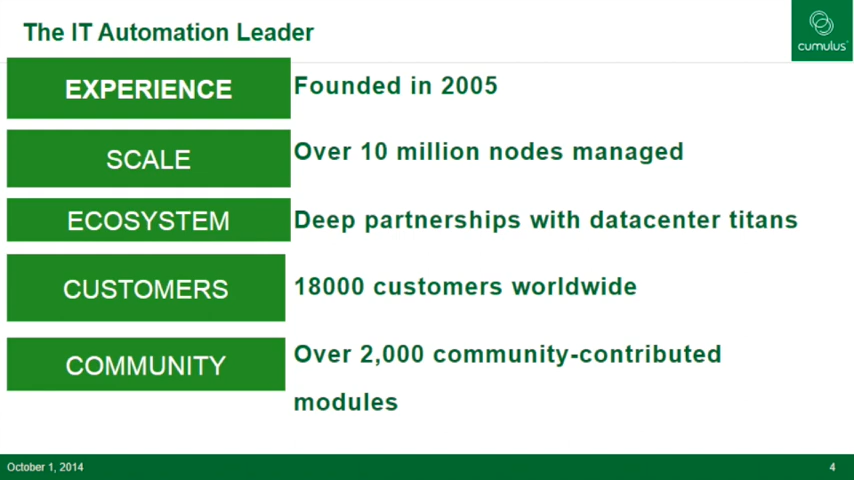 The IT Automation Leader
cumulus®
EXPERIENCE
Founded in 2005
SCALE
Over 10 million nodes managed
ECOSYSTEM
Deep partnerships with datacenter titans
CUSTOMERS
18000 customers worldwide
COMMUNITY
Over 2,000 community-contributed
modules
October 1, 2014
4